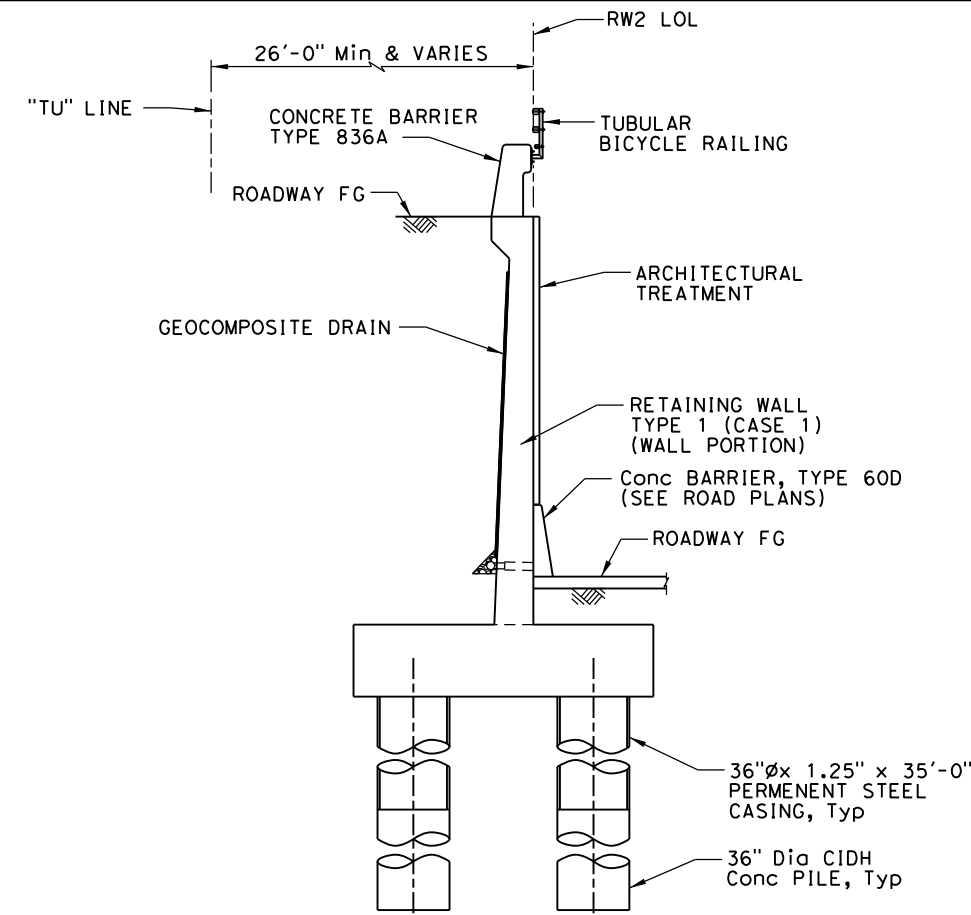 RW2 LOL
26'-0" Min & VARIES
"TU" LINE
CONCRETE BARRIER
TYPE 836A
TUBULAR
BICYCLE RAILING
ROADWAY FG
ARCHITECTURAL
TREATMENT
GEOCOMPOSITE DRAIN
RETAINING WALL
TYPE 1 (CASE 1)
(WALL PORTION)
Conc BARRIER, TYPE 60D
(SEE ROAD PLANS)
ROADWAY FG
36"Øx 1.25" x 35'-0"
PERMENENT STEEL
CASING, Typ
36" Dia CIDH
Conc PILE, Typ